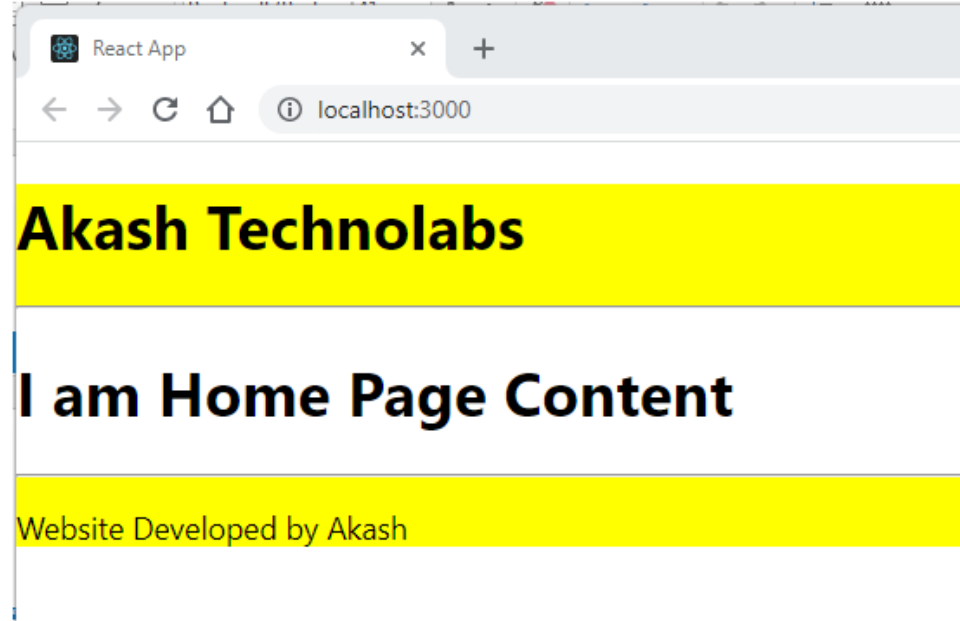 React App
localhost:3000
Akash Technolabs
I am Home Page Content
Website Developed by Akash